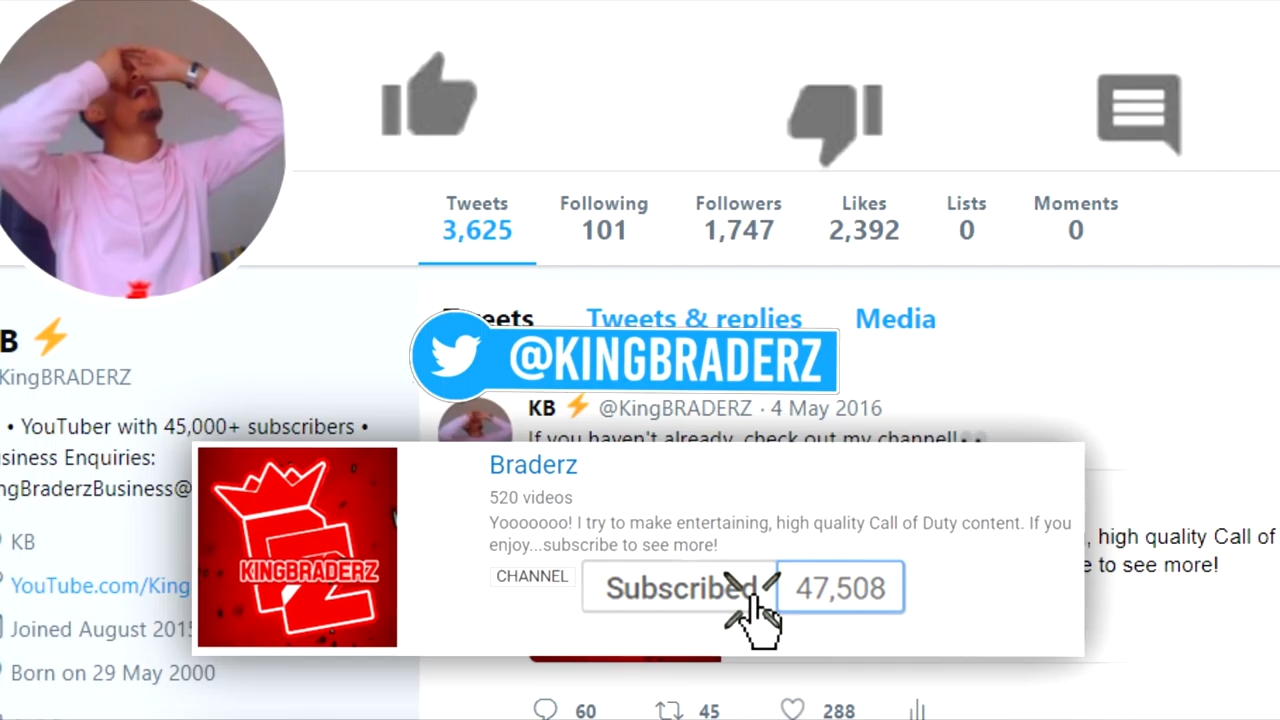 Tweets Following Followers Likes Lists Moments
3,625 101 1,747 2,392 0 0
Tweets Tweets & replies Media
@KINGBRADERZ
B
KingBRADERZ
KB @KingBRADERZ · 4 May 2016
If you haven't already, check out my channel!
• YouTuber with 45,000+ subscribers •
siness Enquiries:
ngBraderzBusiness@
KB
YouTube.com/King
Joined August 2015
Born on 29 May 2000
KINGBRADERZ
Braderz
520 videos
Yooooooo! I try to make entertaining, high quality Call of Duty content. If you
enjoy...subscribe to see more!
CHANNEL Subscribed 47,508
, high quality Call of
e to see more!
60 45 288